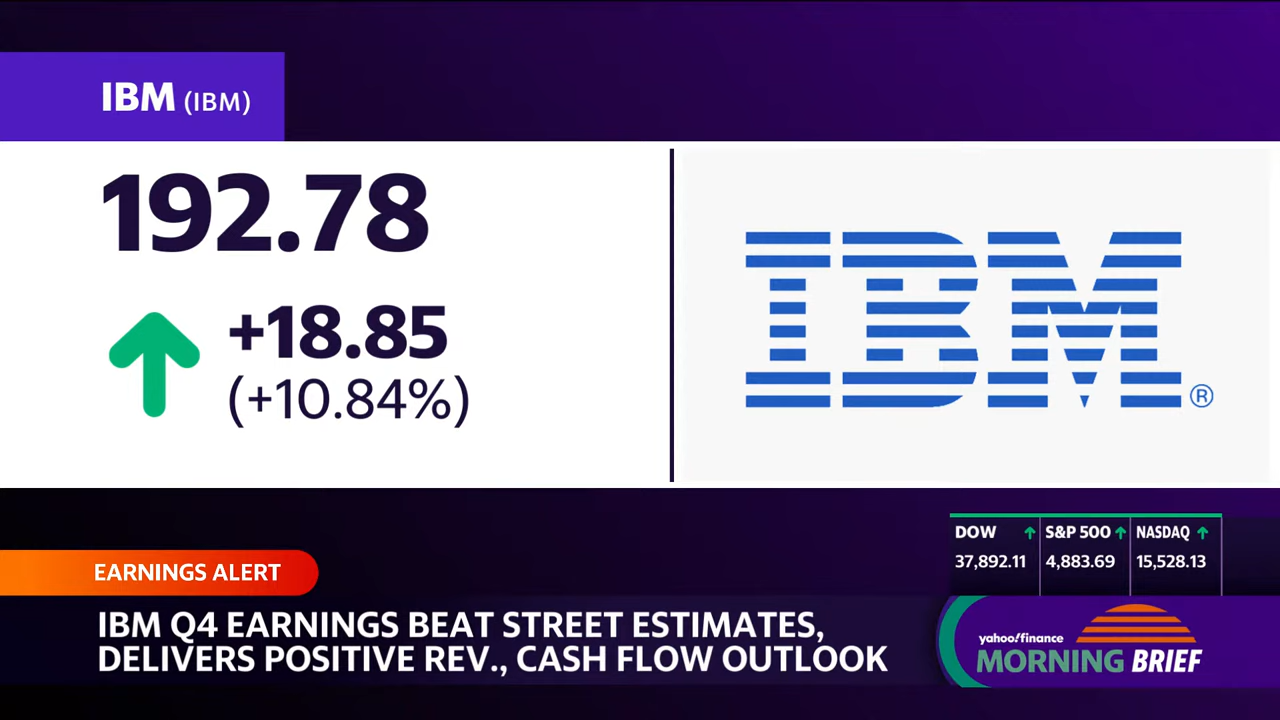 IBM (IBM)
192.78
+18.85
(+10.84%)
IBM®
DOW
37,892.11
S&P 500
4,883.69
NASDAQ
15,528.13
EARNINGS ALERT
IBM Q4 EARNINGS BEAT STREET ESTIMATES,
DELIVERS POSITIVE REV., CASH FLOW OUTLOOK
yahoo!finance
MORNING BRIEF